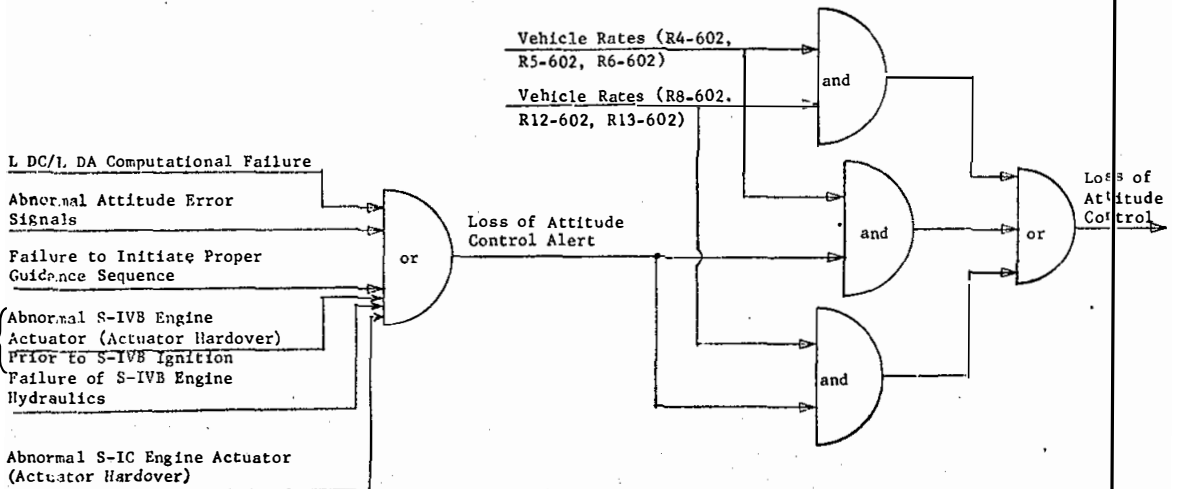 Vehicle Rates (R4-602,
R5-602, R6-602)
and
Vehicle Rates (R8-602.
R12-602, R13-602)
L DC/L DA Computational Failure
Abnormal Attitude Error
Signals
Loss of Attitude
Control Alert
Loss of
Attitude
Control
Failure to Initiate Proper
Guidance Sequence
or
and
or
Abnormal S-IVB Engine
Actuator (Actuator Hardover)
Prior to S-IVB Ignition
Failure of S-IVB Engine
Hydraulics
and
Abnormal S-IC Engine Actuator
(Actuator Hardover)